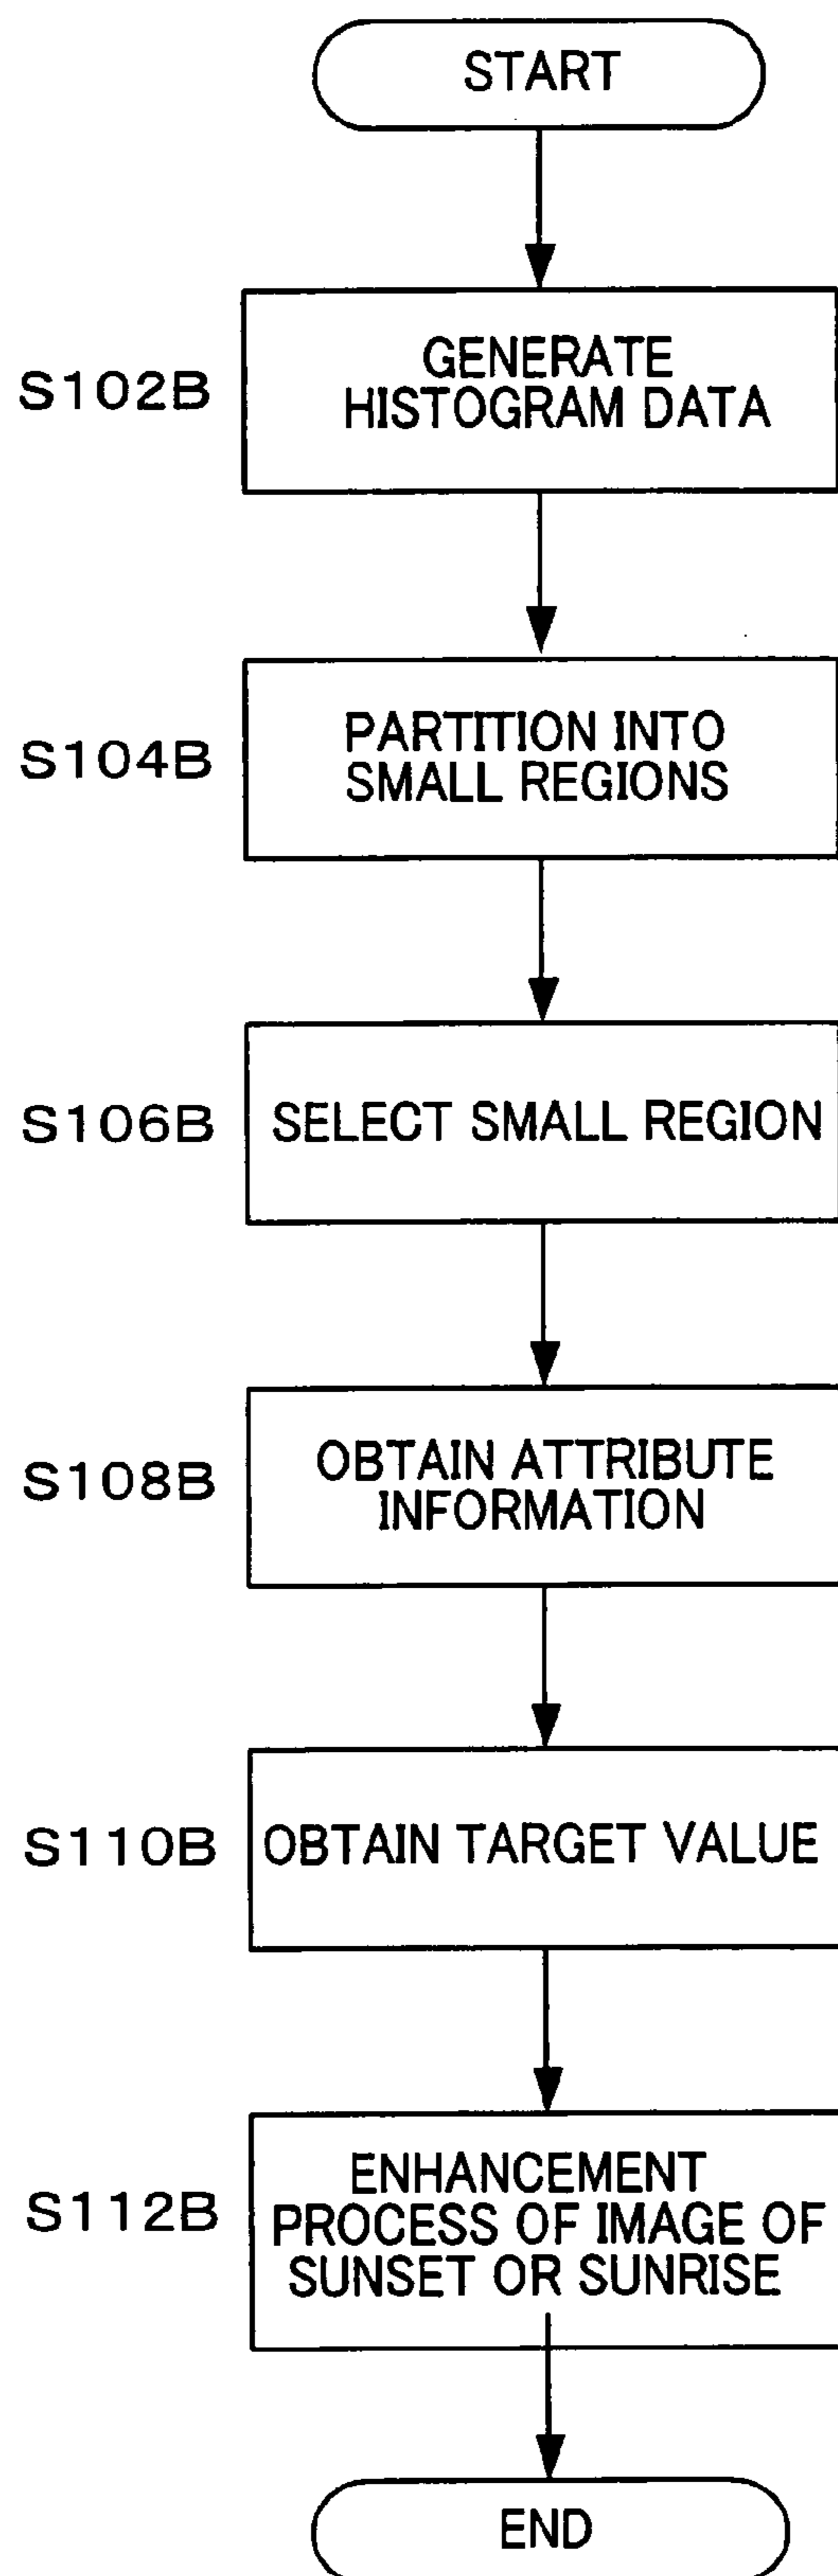 START
S102B
GENERATE
HISTOGRAM DATA
S104B
PARTITION INTO
SMALL REGIONS
S106B
SELECT SMALL REGION
S108B
OBTAIN ATTRIBUTE
INFORMATION
S110B
OBTAIN TARGET VALUE
S112B
ENHANCEMENT
PROCESS OF IMAGE OF
SUNSET OR SUNRISE
END